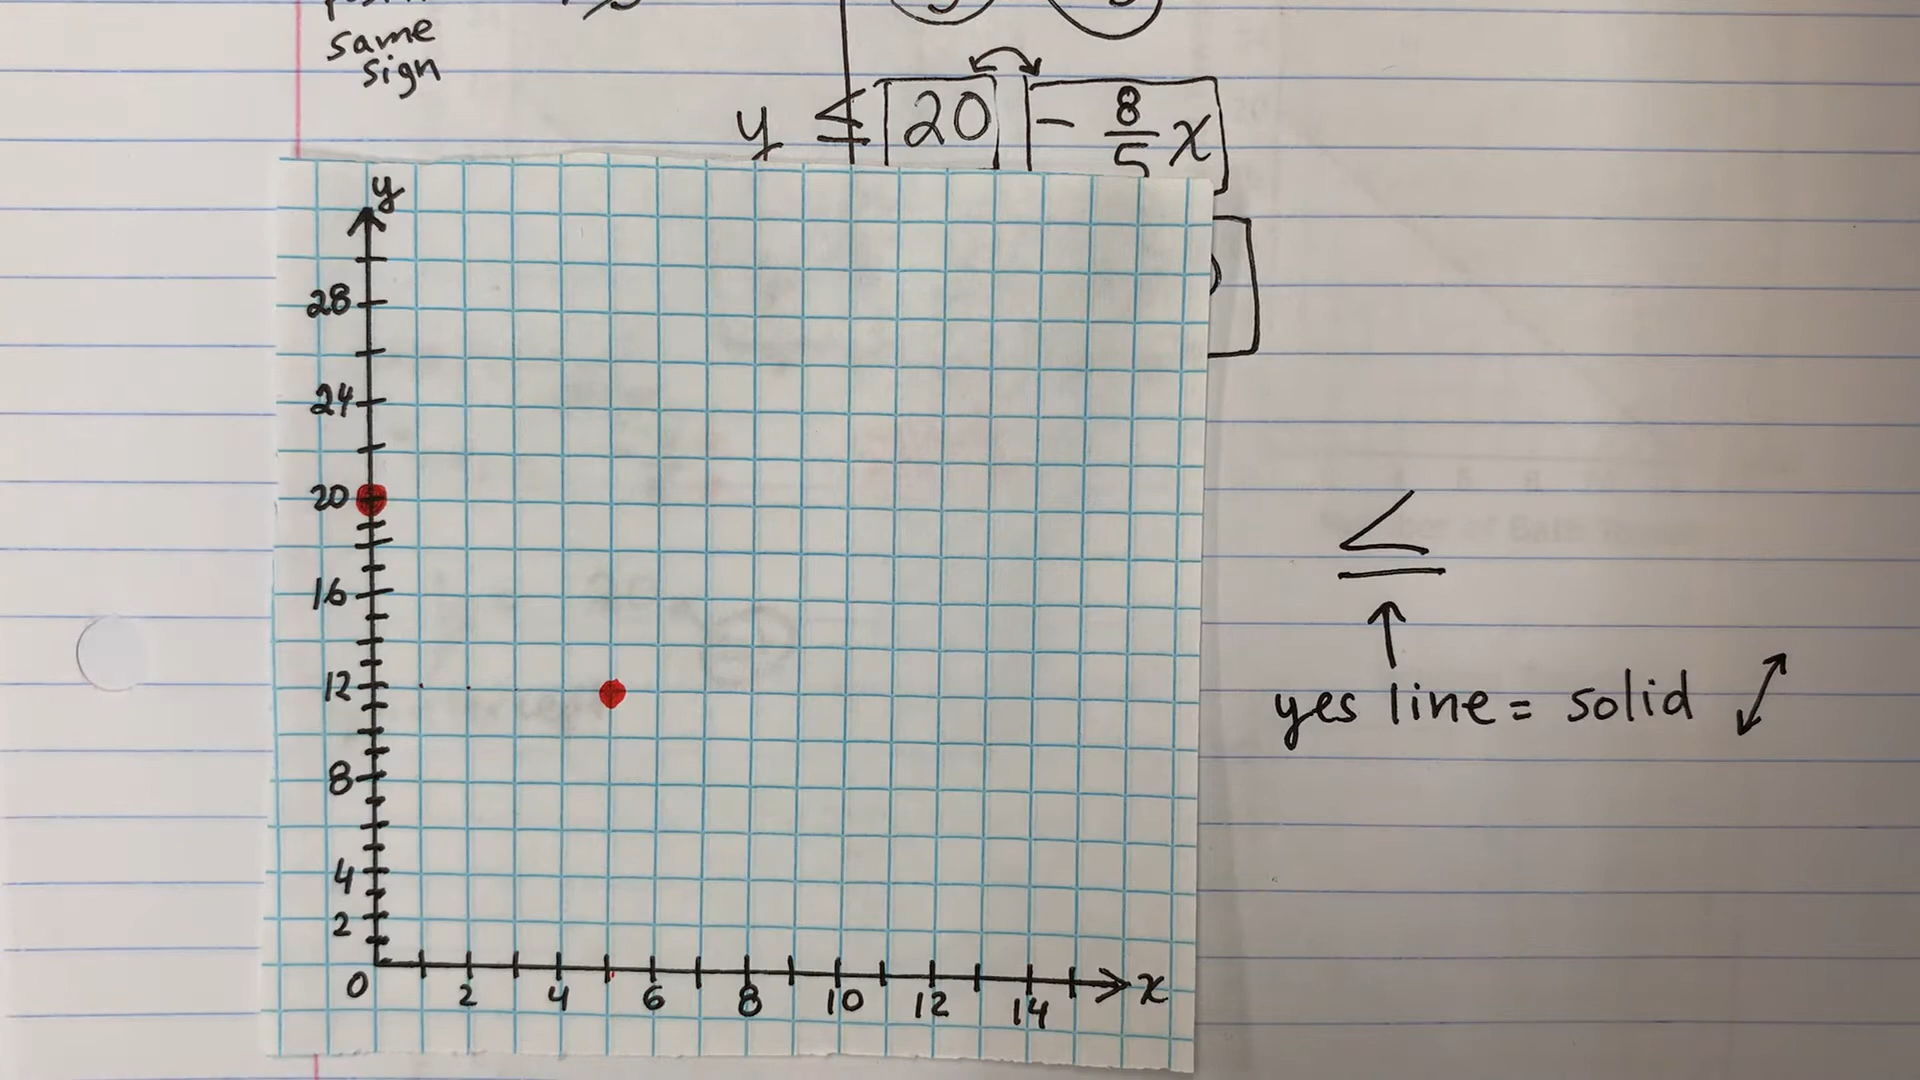 same
sign
y ≤ 20 - 8/5 x
y
28
24
20
16
12
8
4
2
0 2 4 6 8 10 12 14 x
≤
↑
yes line = solid